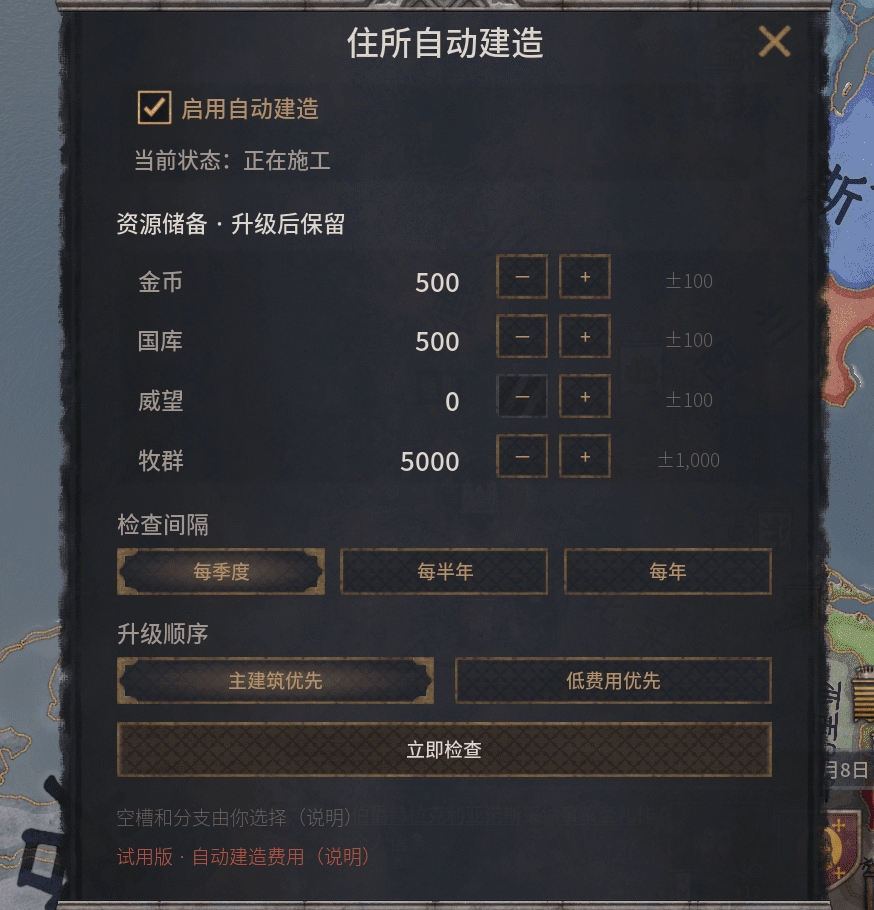 住所自动建造
启用自动建造
当前状态：正在施工
资源储备 · 升级后保留
金币 500 − + ±100
国库 500 − + ±100
威望 0 − + ±100
牧群 5000 − + ±1,000
检查间隔
每季度 每半年 每年
升级顺序
主建筑优先 低费用优先
立即检查
月8日
空槽和分支由你选择（说明）
试用版 · 自动建造费用（说明）
斯